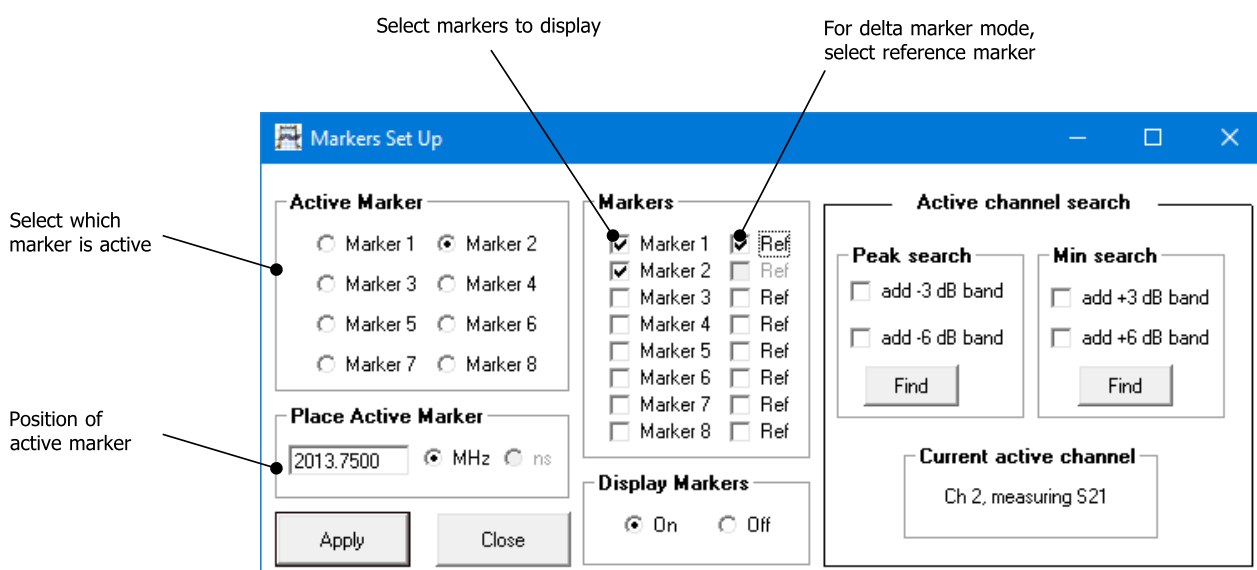 Select markers to display
For delta marker mode,
select reference marker
Markers Set Up
Select which
marker is active
Active Marker
Marker 1 Marker 2
Marker 3 Marker 4
Marker 5 Marker 6
Marker 7 Marker 8
Position of
active marker
Place Active Marker
2013.7500 MHz ns
Apply Close
Markers
Marker 1 Ref
Marker 2 Ref
Marker 3 Ref
Marker 4 Ref
Marker 5 Ref
Marker 6 Ref
Marker 7 Ref
Marker 8 Ref
Display Markers
On Off
Active channel search
Peak search
add -3 dB band
add -6 dB band
Find
Min search
add +3 dB band
add +6 dB band
Find
Current active channel
Ch 2, measuring S21